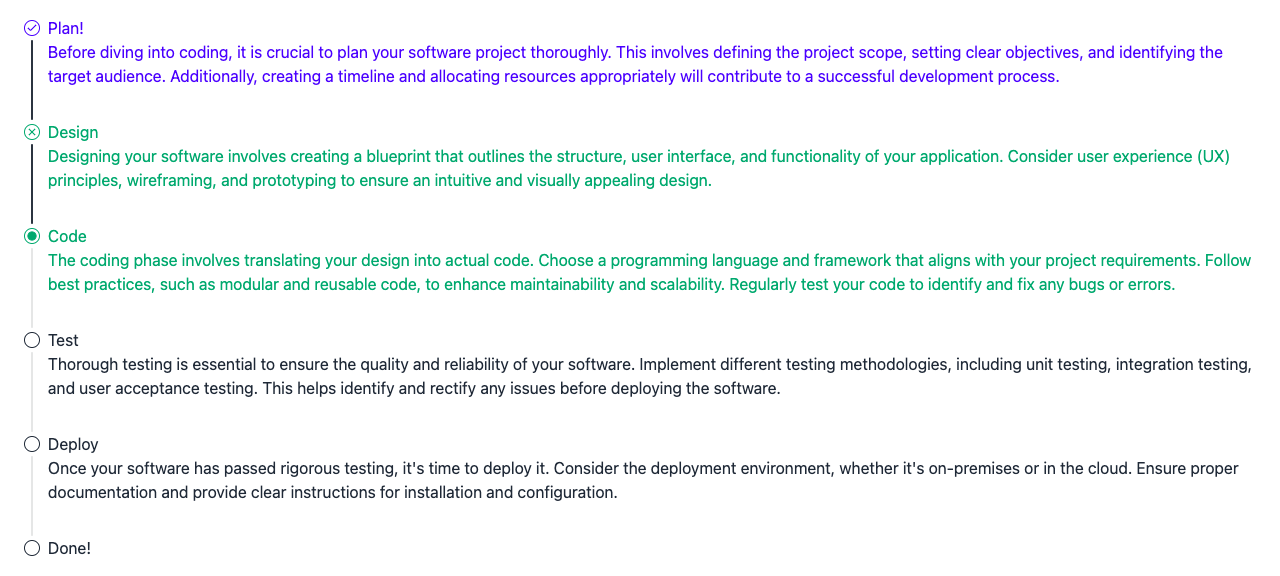 Plan!
Before diving into coding, it is crucial to plan your software project thoroughly. This involves defining the project scope, setting clear objectives, and identifying the
target audience. Additionally, creating a timeline and allocating resources appropriately will contribute to a successful development process.
Design
Designing your software involves creating a blueprint that outlines the structure, user interface, and functionality of your application. Consider user experience (UX)
principles, wireframing, and prototyping to ensure an intuitive and visually appealing design.
Code
The coding phase involves translating your design into actual code. Choose a programming language and framework that aligns with your project requirements. Follow
best practices, such as modular and reusable code, to enhance maintainability and scalability. Regularly test your code to identify and fix any bugs or errors.
Test
Thorough testing is essential to ensure the quality and reliability of your software. Implement different testing methodologies, including unit testing, integration testing,
and user acceptance testing. This helps identify and rectify any issues before deploying the software.
Deploy
Once your software has passed rigorous testing, it's time to deploy it. Consider the deployment environment, whether it's on-premises or in the cloud. Ensure proper
documentation and provide clear instructions for installation and configuration.
Done!